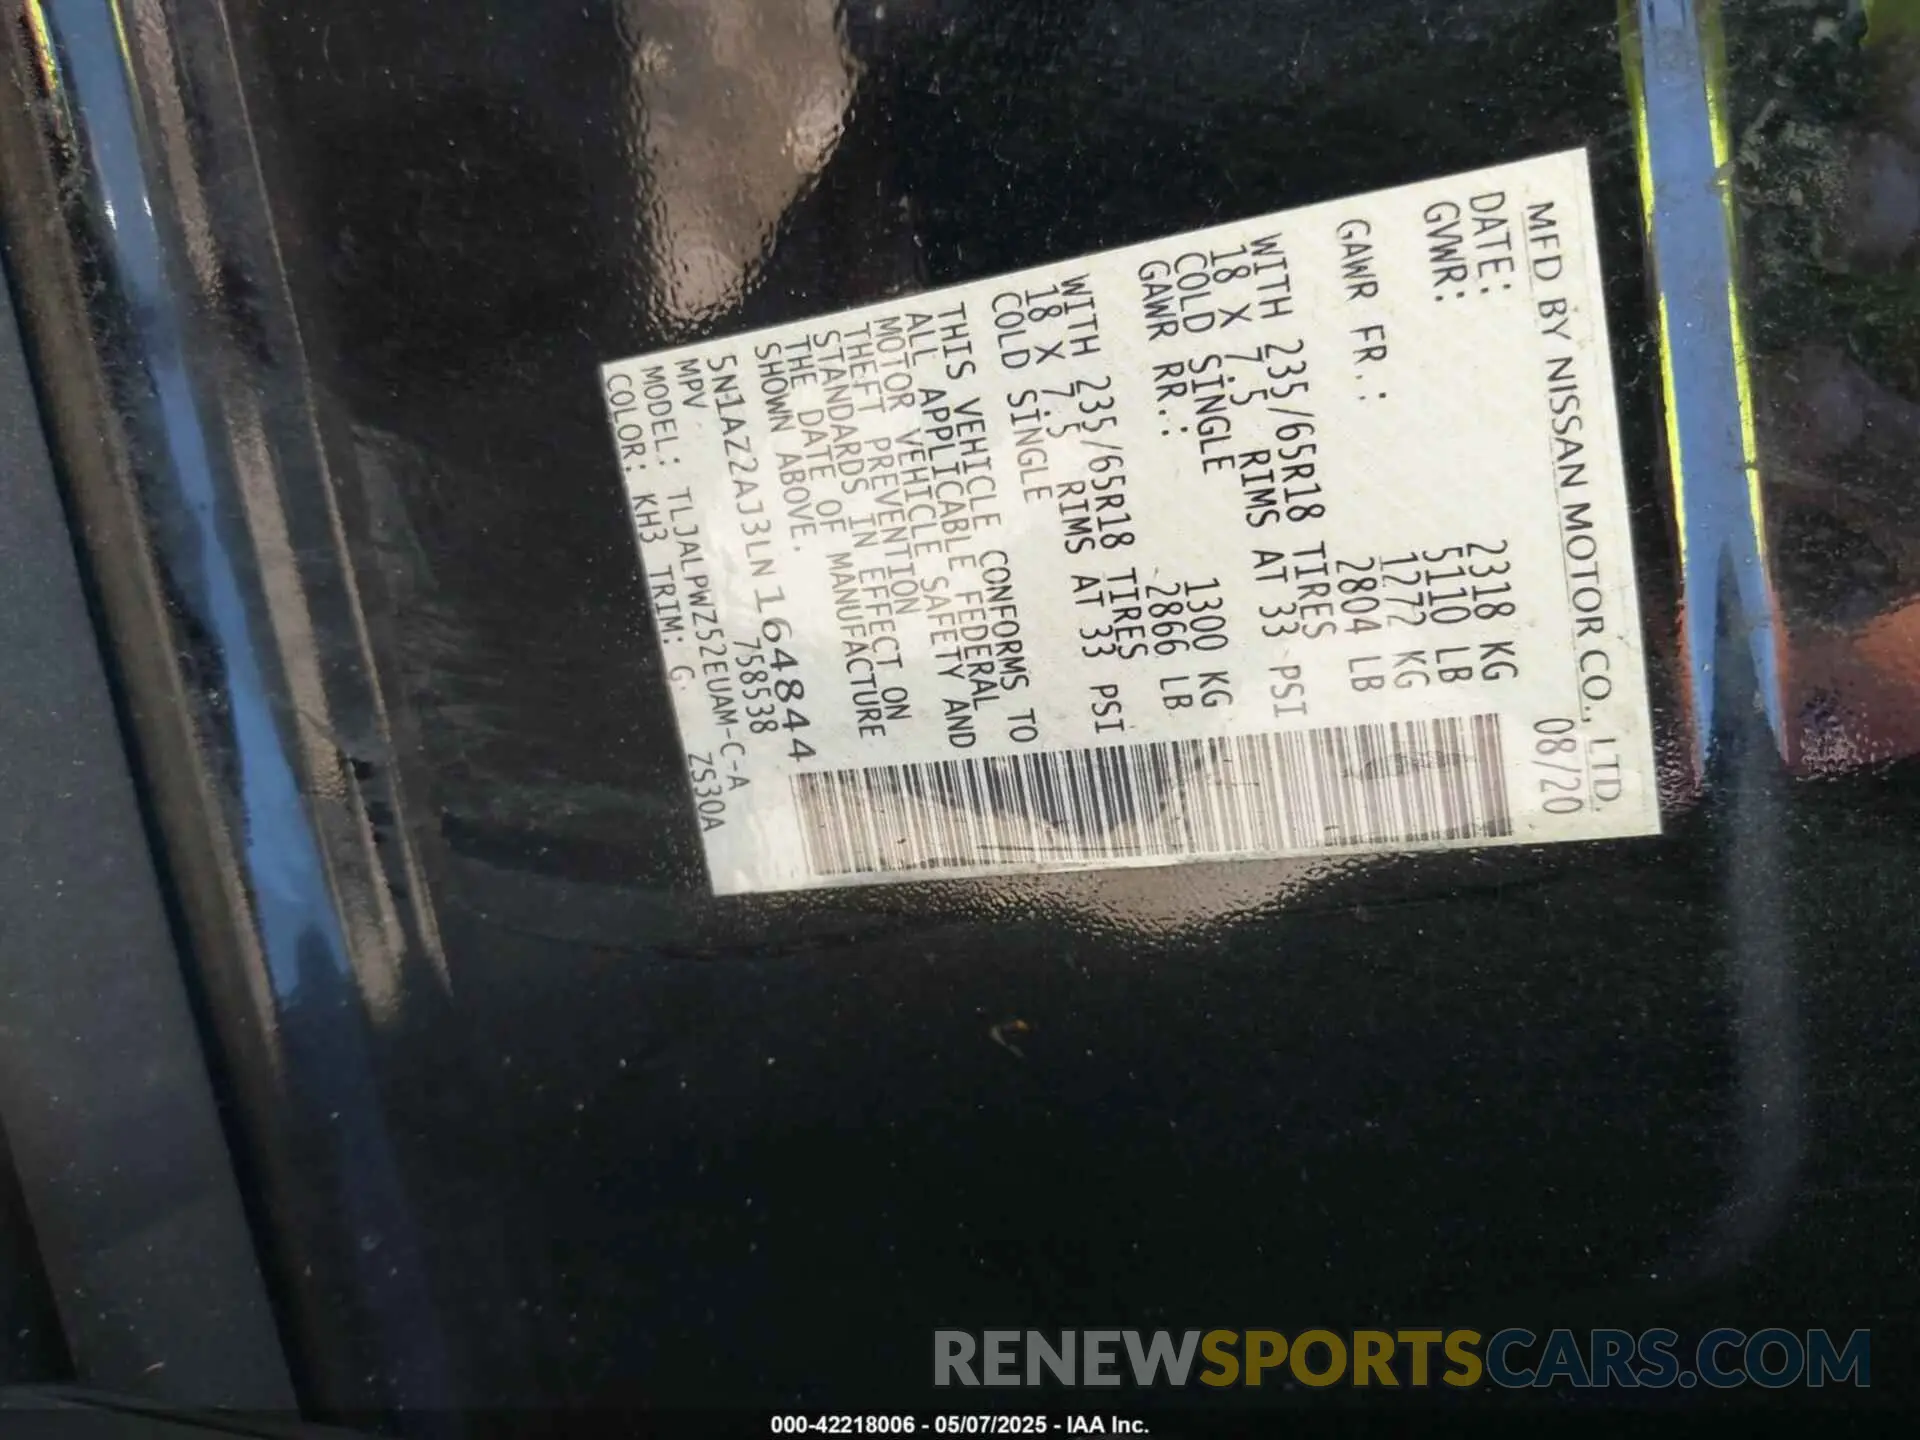 MFD BY NISSAN MOTOR CO., LTD.
DATE: 08/20
GVWR: 2318 KG
5110 LB
GAWR FR.: 1272 KG
2804 LB
WITH 235/65R18 TIRES
18 X 7.5 RIMS AT 33 PSI
COLD SINGLE
GAWR RR.: 1300 KG
2866 LB
WITH 235/65R18 TIRES
18 X 7.5 RIMS AT 33 PSI
COLD SINGLE
THIS VEHICLE CONFORMS TO
ALL APPLICABLE FEDERAL
MOTOR VEHICLE SAFETY AND
THEFT PREVENTION
STANDARDS IN EFFECT ON
THE DATE OF MANUFACTURE
SHOWN ABOVE.
5N1AZ2AJ3LN164844
MPV 758538
MODEL: TLJALPWZ52EUAM-C-A
COLOR: KH3 TRIM: G ZS30A
RENEWSPORTSCARS.COM
000-42218006 - 05/07/2025 - IAA Inc.